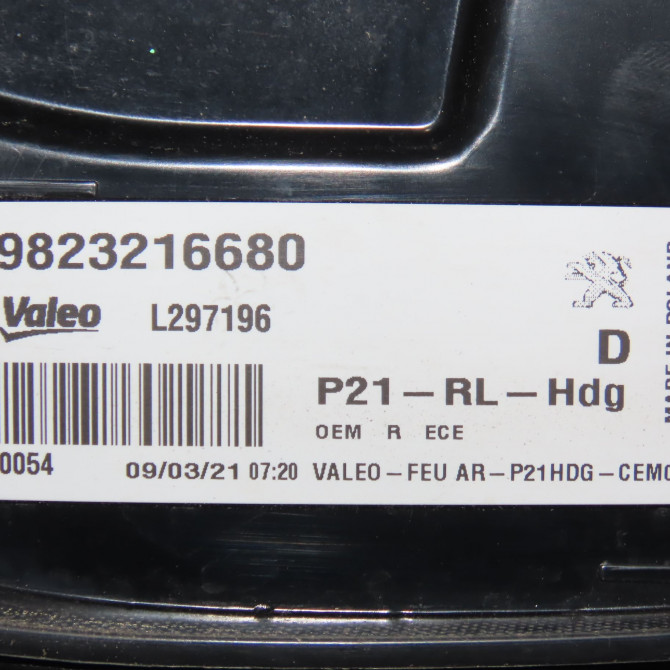 9823216680
Valeo L297196
D
P21-RL-Hdg
OEM R ECE
0054 09/03/21 07:20 VALEO-FEU AR-P21HDG-CEMO
MADE IN POLAND